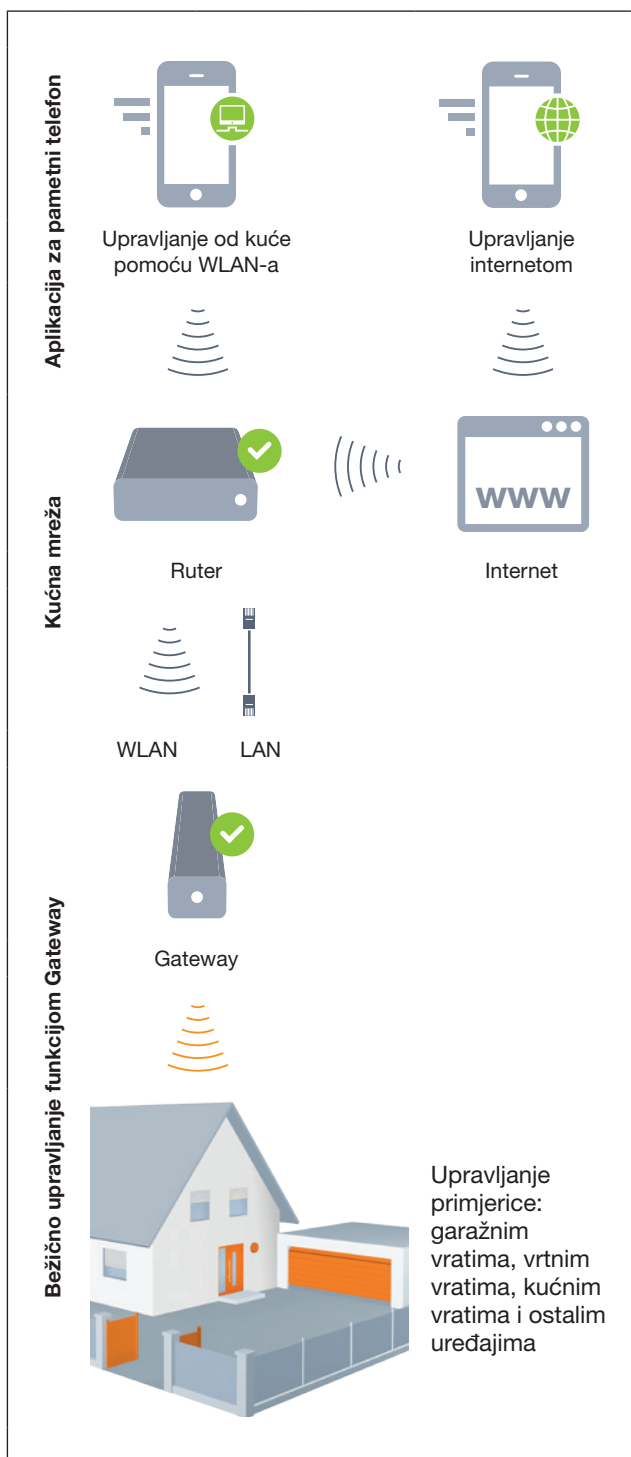 Aplikacija za pametni telefon
Upravljanje od kuće
pomoću WLAN-a
Upravljanje
internetom
Kućna mreža
www
Ruter
Internet
WLAN
LAN
Bežično upravljanje funkcijom Gateway
Gateway
Upravljanje
primjerice:
garažnim
vratima, vrtnim
vratima, kućnim
vratima i ostalim
uređajima